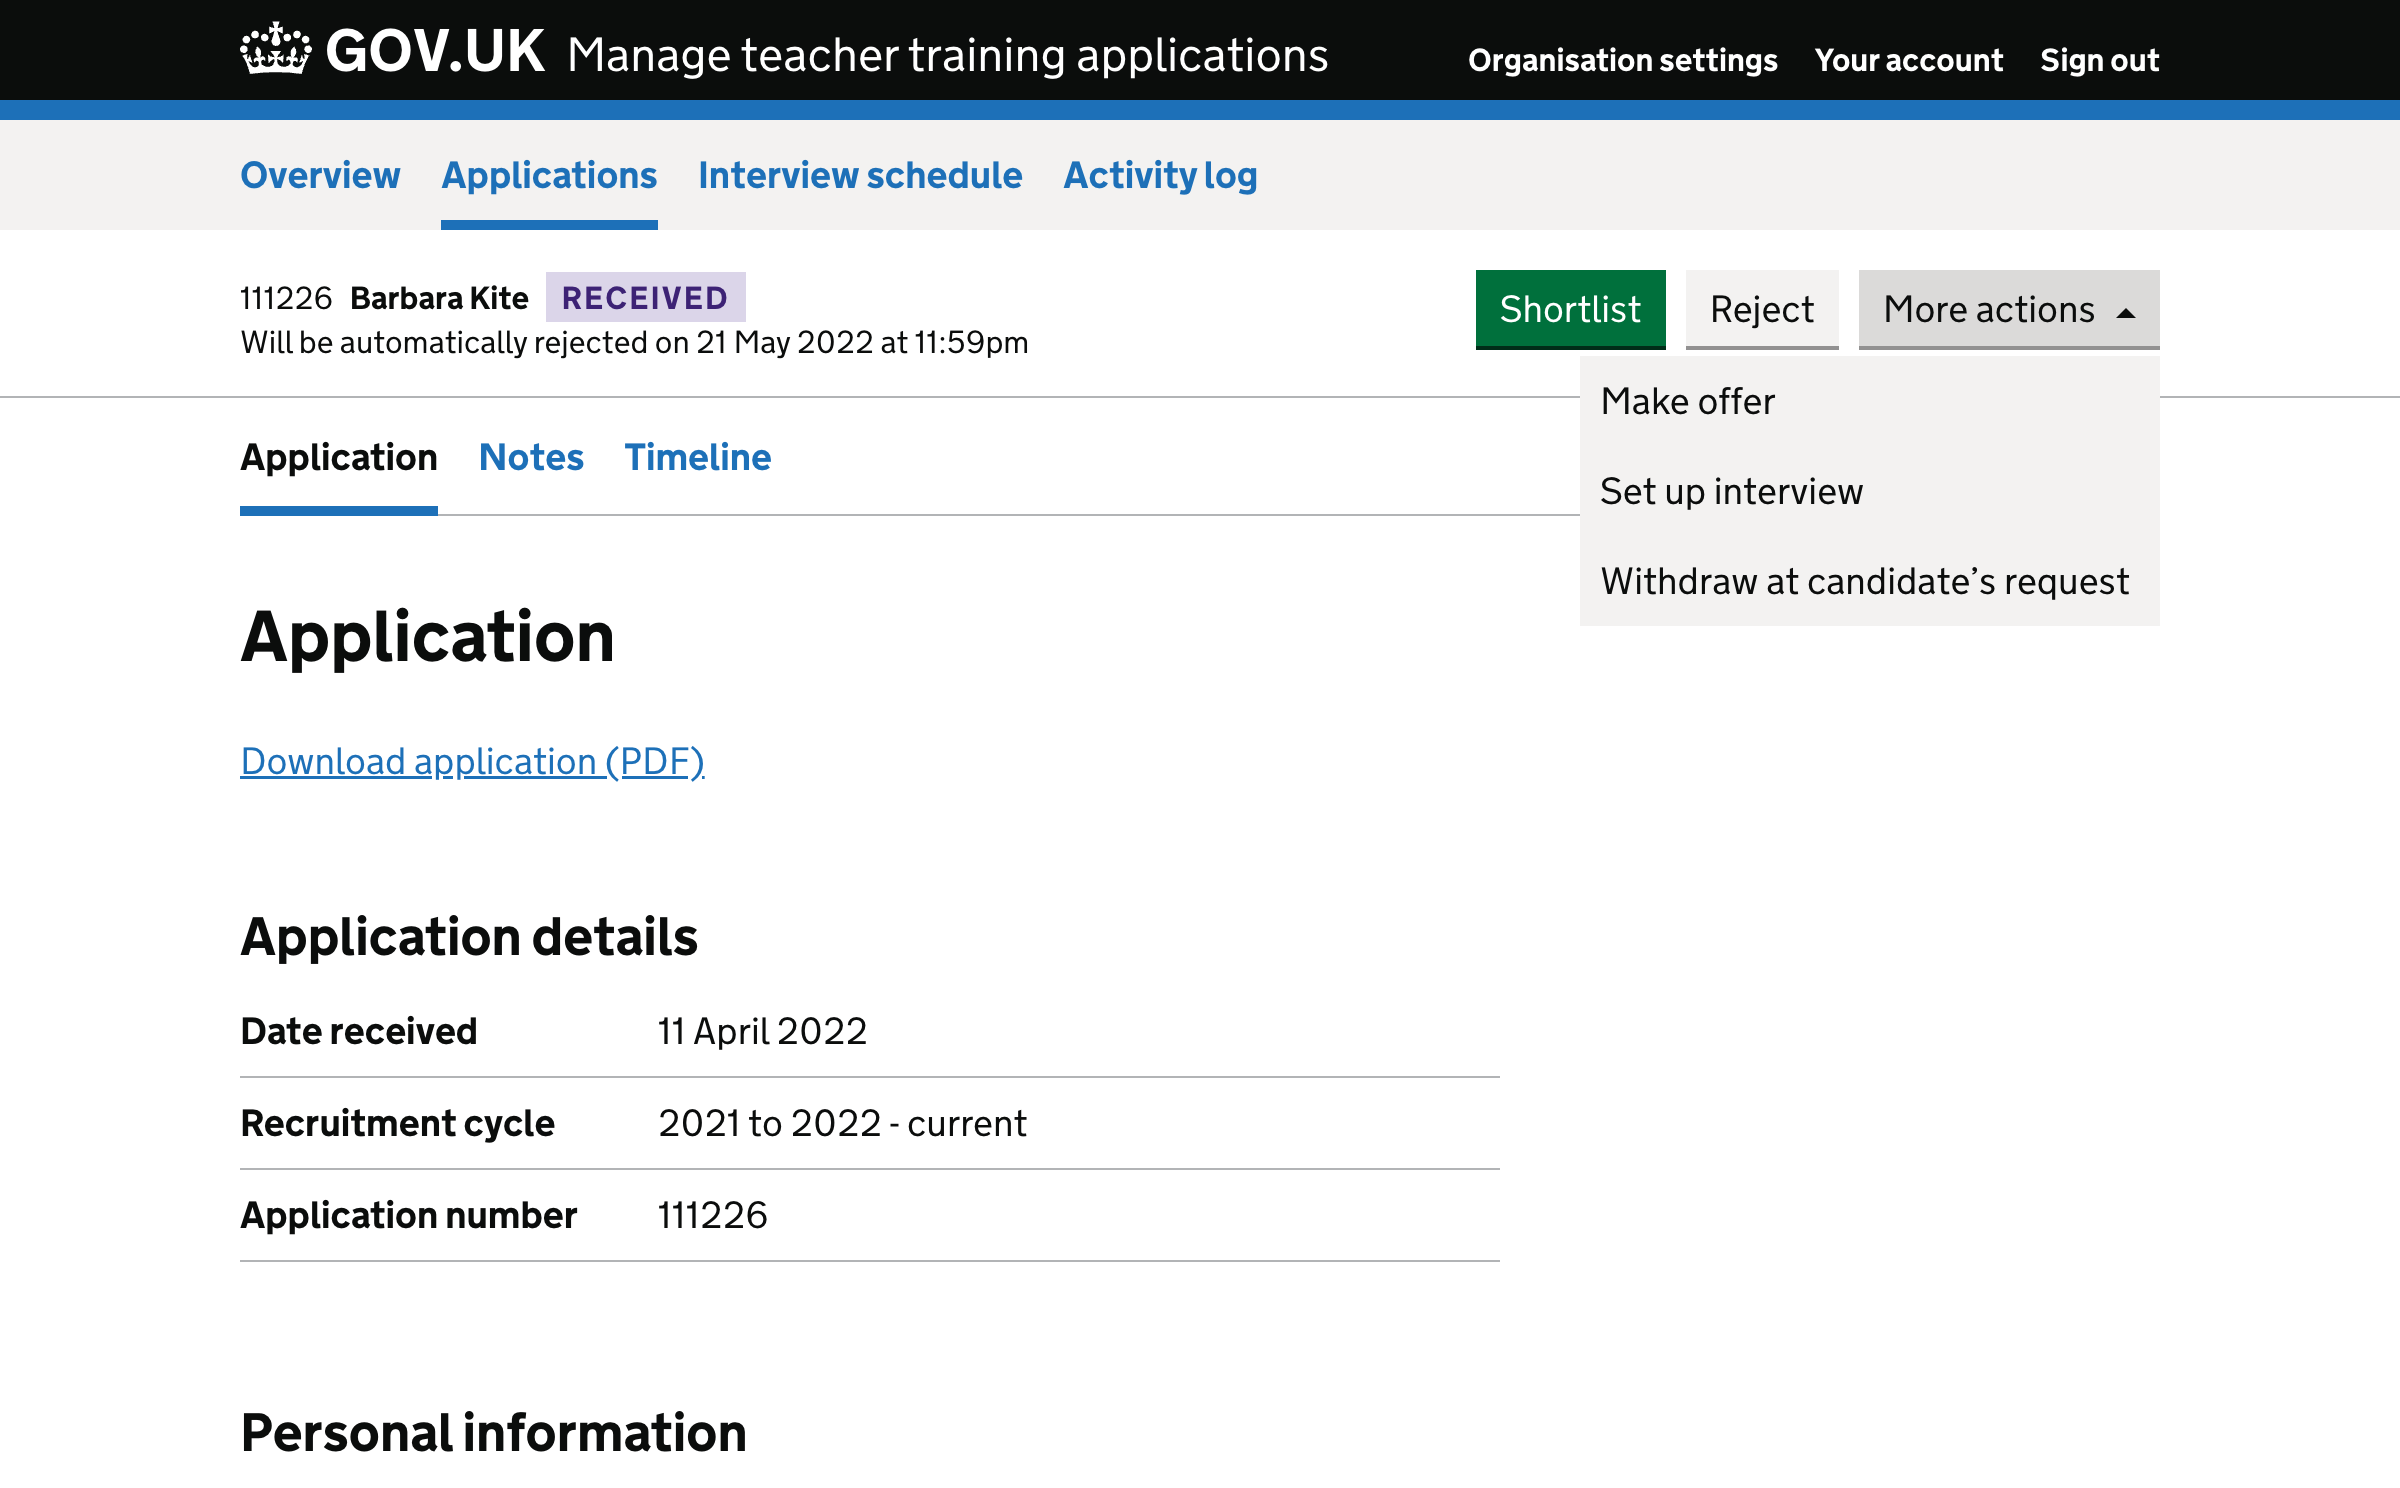 GOV.UK Manage teacher training applications Organisation settings Your account Sign out
Overview Applications Interview schedule Activity log
111226 Barbara Kite RECEIVED
Will be automatically rejected on 21 May 2022 at 11:59pm
Shortlist Reject More actions
Make offer
Set up interview
Withdraw at candidate’s request
Application Notes Timeline
Application
Download application (PDF)
Application details
Date received 11 April 2022
Recruitment cycle 2021 to 2022 - current
Application number 111226
Personal information